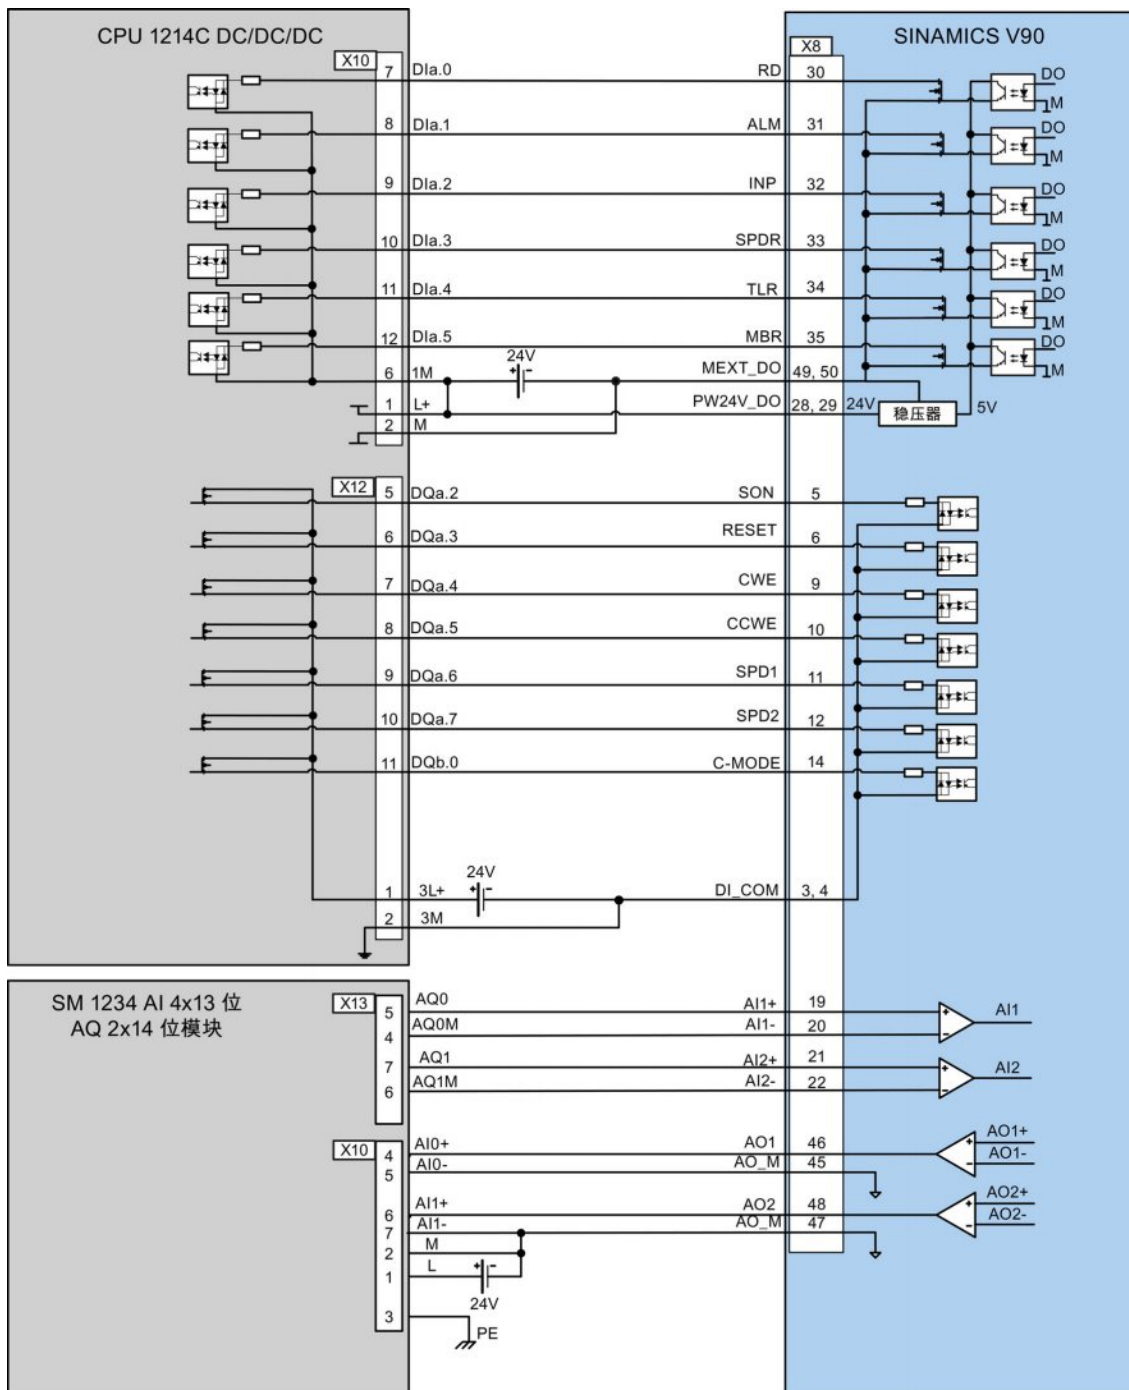 CPU 1214C DC/DC/DC
SINAMICS V90
X10
X8
7 DIa.0 RD 30 DO
M
8 DIa.1 ALM 31 DO
M
9 DIa.2 INP 32 DO
M
10 DIa.3 SPDR 33 DO
M
11 DIa.4 TLR 34 DO
M
12 DIa.5 MBR 35 DO
M
24V
+ -
6 1M MEXT_DO 49, 50
1 L+ PW24V_DO 28, 29 24V 稳压器 5V
2 M
X12
5 DQa.2 SON 5
6 DQa.3 RESET 6
7 DQa.4 CWE 9
8 DQa.5 CCWE 10
9 DQa.6 SPD1 11
10 DQa.7 SPD2 12
11 DQb.0 C-MODE 14
24V
+ -
1 3L+ DI_COM 3, 4
2 3M
SM 1234 AI 4x13 位
AQ 2x14 位模块
X13
5 AQ0 AI1+ 19 + AI1
4 AQ0M AI1- 20 -
7 AQ1 AI2+ 21 + AI2
6 AQ1M AI2- 22 -
X10
4 AI0+ AO1 46 + AO1+
5 AI0- AO_M 45 - AO1-
6 AI1+ AO2 48 + AO2+
7 AI1- AO_M 47 - AO2-
2 M
1 L + -
24V
3 PE